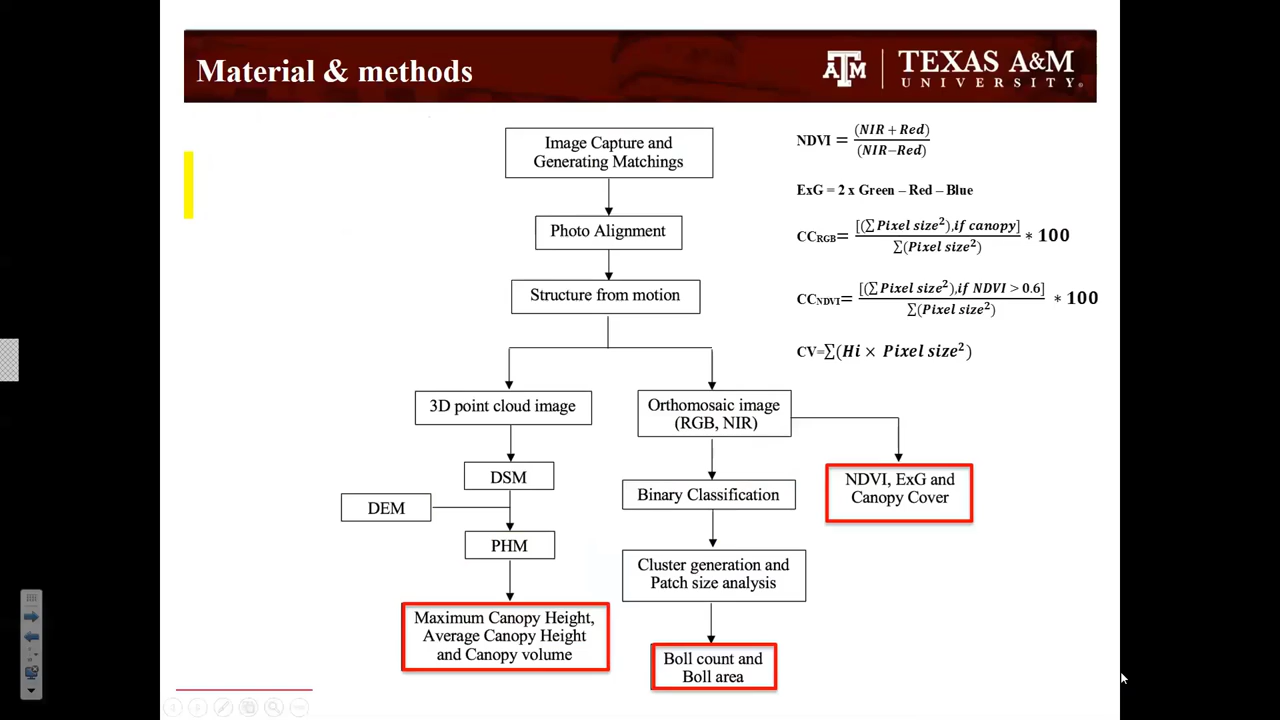 Material & methods
ATM
TEXAS A&M
UNIVERSITY
Image Capture and
Generating Matchings
Photo Alignment
Structure from motion
3D point cloud image
DSM
DEM
PHM
Maximum Canopy Height,
Average Canopy Height
and Canopy volume
Orthomosaic image
(RGB, NIR)
Binary Classification
Cluster generation and
Patch size analysis
Boll count and
Boll area
NDVI, ExG and
Canopy Cover
NDVI = (NIR + Red) / (NIR−Red)
ExG = 2 x Green – Red – Blue
CCRGB= [(∑ Pixel size²),if canopy] / ∑(Pixel size²) * 100
CCNDVI= [(∑ Pixel size²),if NDVI > 0.6] / ∑(Pixel size²) * 100
CV=∑(Hi × Pixel size²)